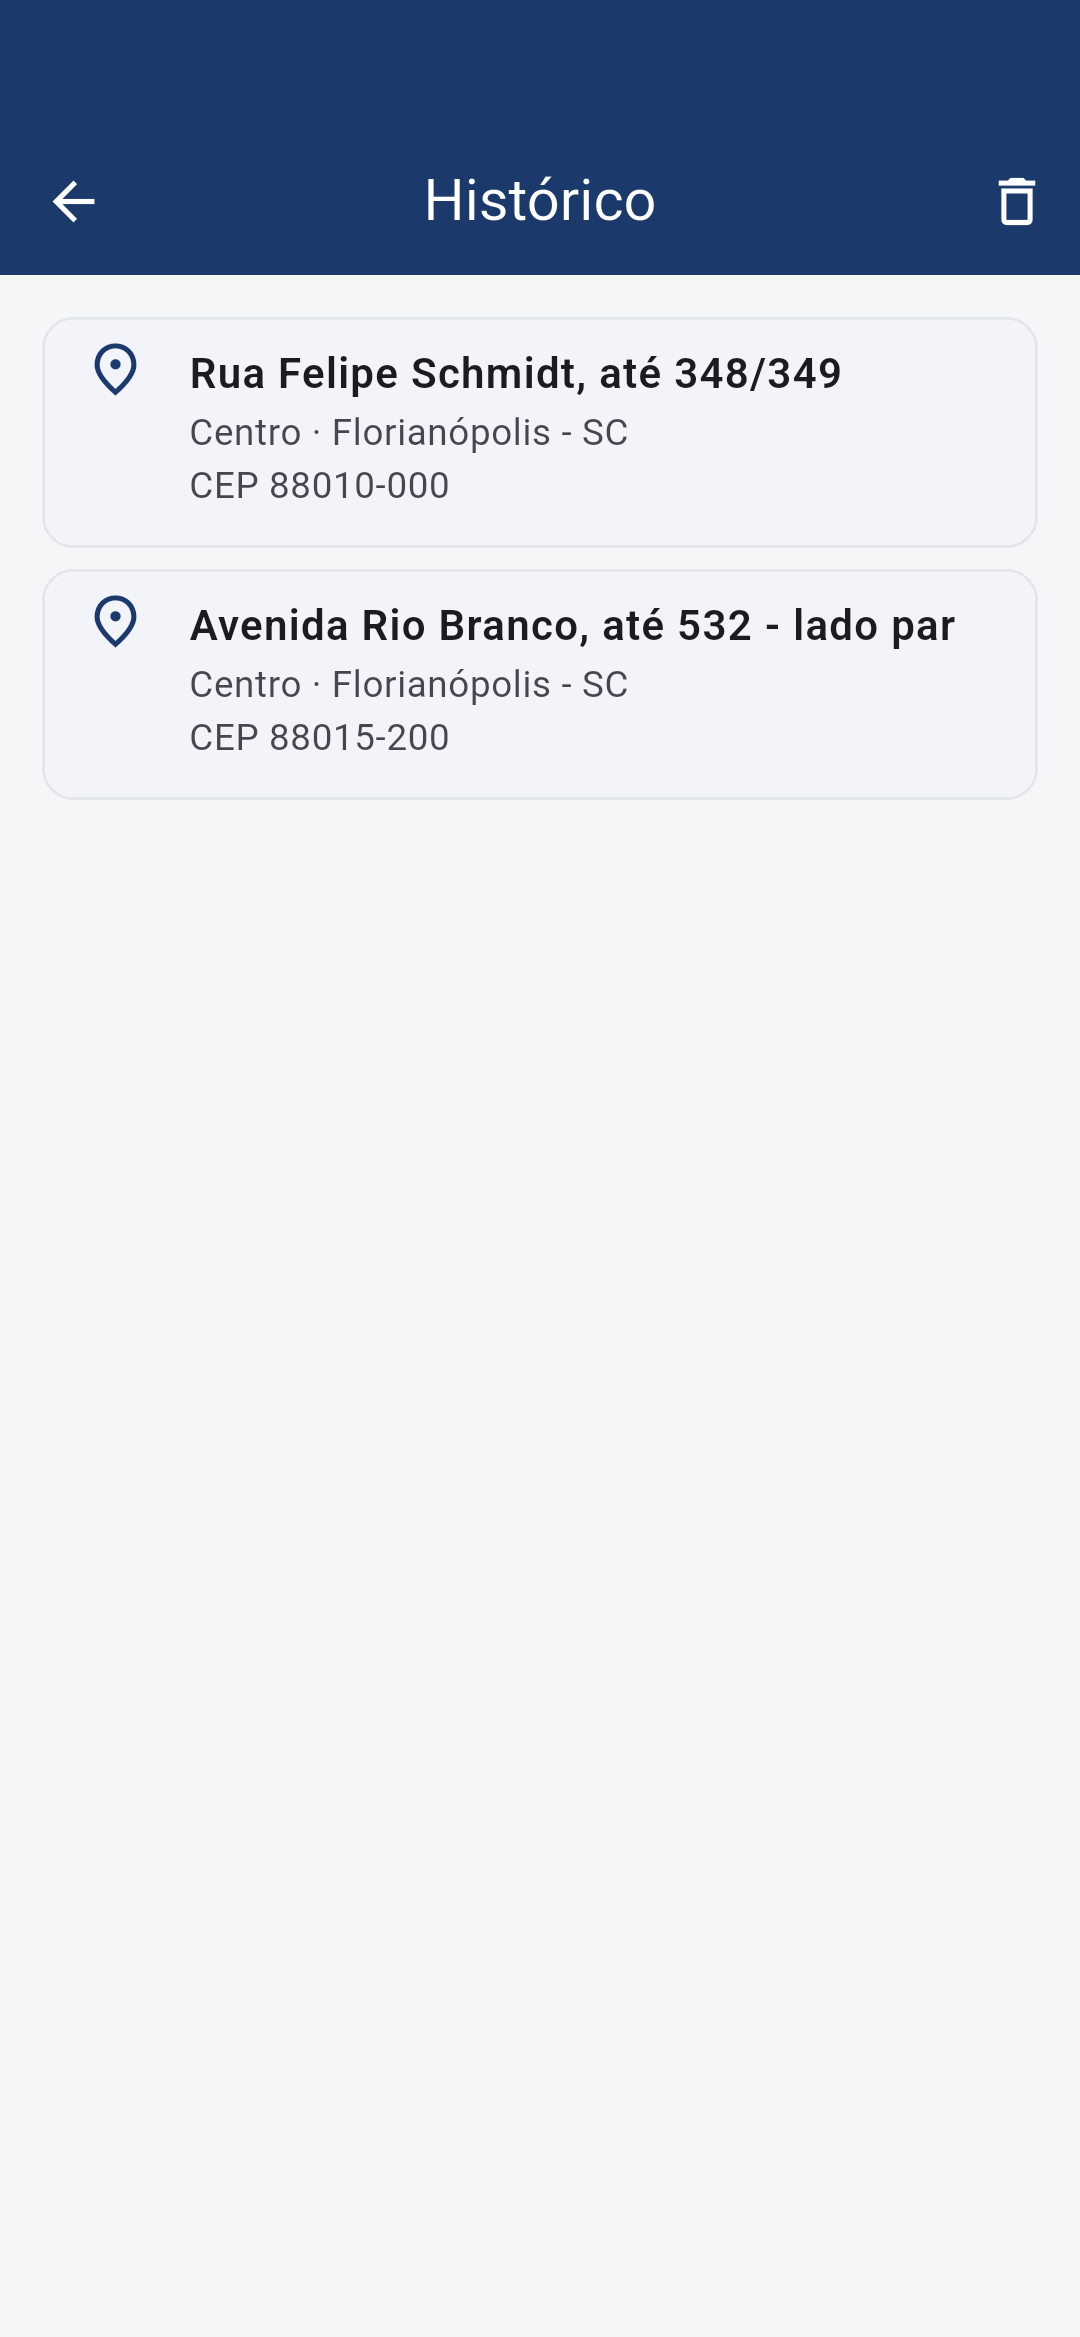 Histórico
Rua Felipe Schmidt, até 348/349
Centro · Florianópolis - SC
CEP 88010-000
Avenida Rio Branco, até 532 - lado par
Centro · Florianópolis - SC
CEP 88015-200